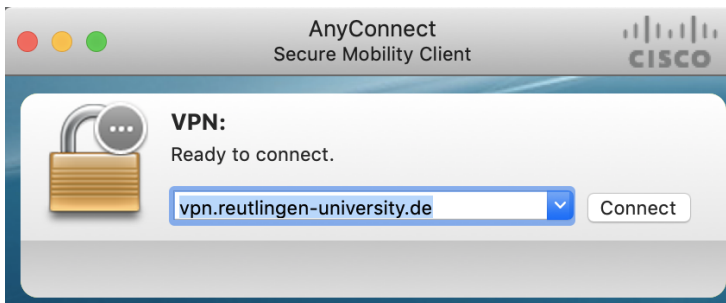 AnyConnect
Secure Mobility Client
CISCO
VPN:
Ready to connect.
vpn.reutlingen-university.de
Connect